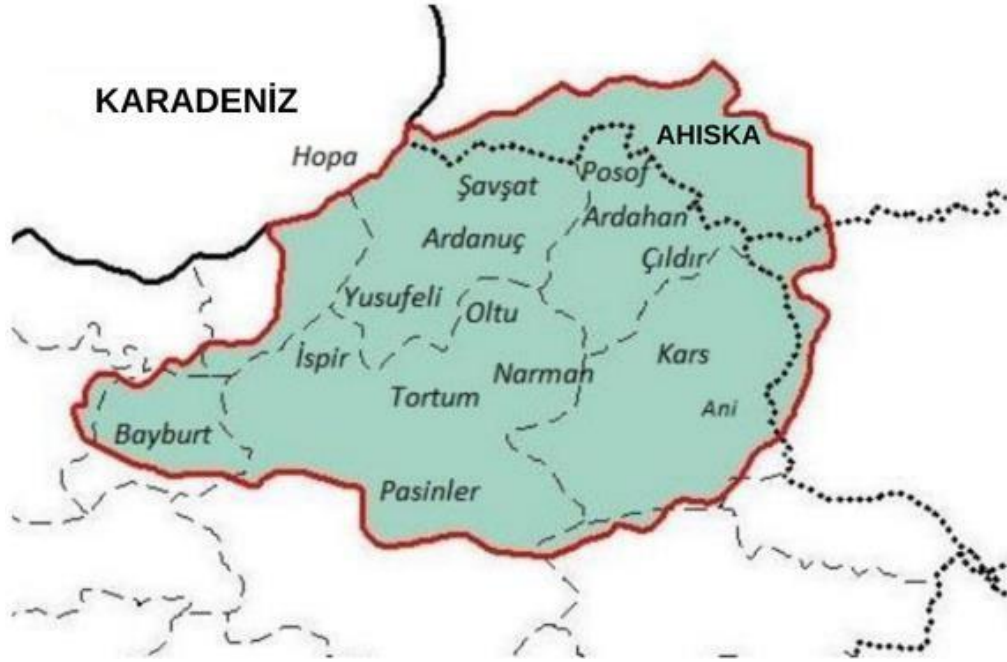 KARADENİZ
AHISKA
Hopa
Posof
Şavşat
Ardahan
Ardanuç
Çıldır
Yusufeli
Oltu
İspir
Narman
Kars
Tortum
Ani
Bayburt
Pasinler